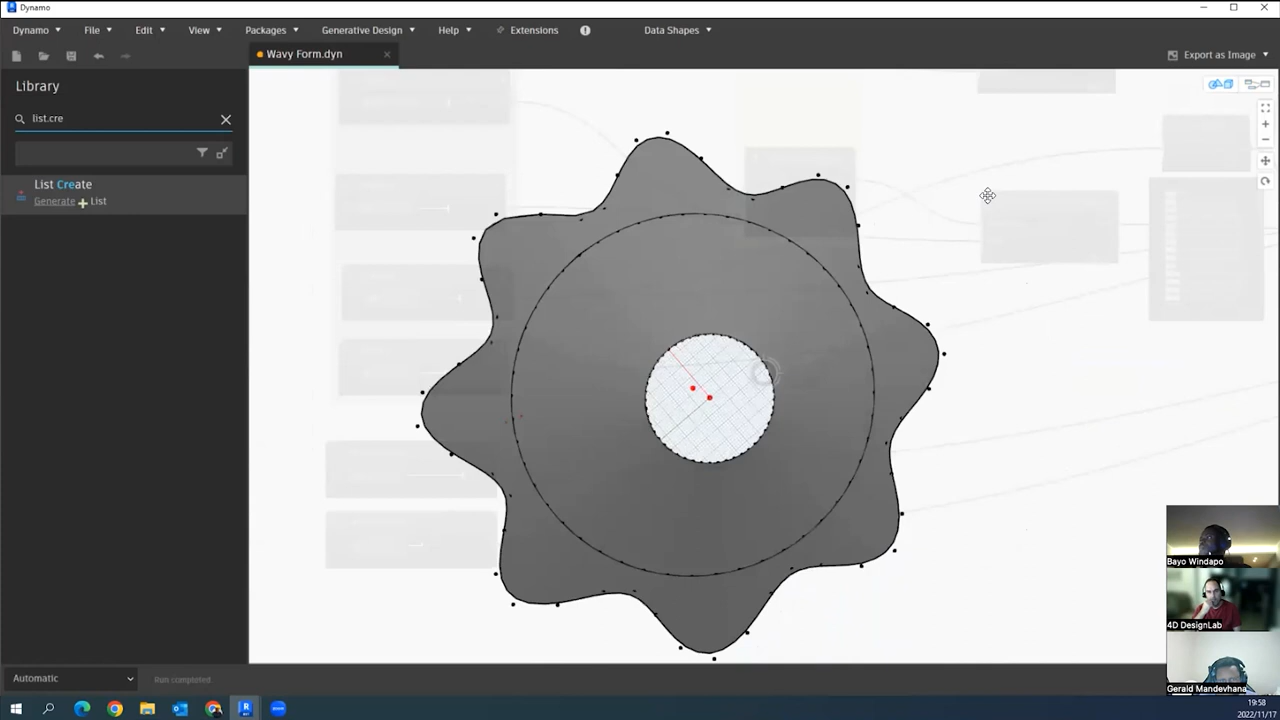 Dynamo
Dynamo File Edit View Packages Generative Design Help Extensions Data Shapes
Wavy Form.dyn
Export as Image
Library
list.cre
List Create
Generate List
Bayo Windapo
4D DesignLab
Gerald Mandevhana
Automatic
Run completed
19:58
2022/11/17